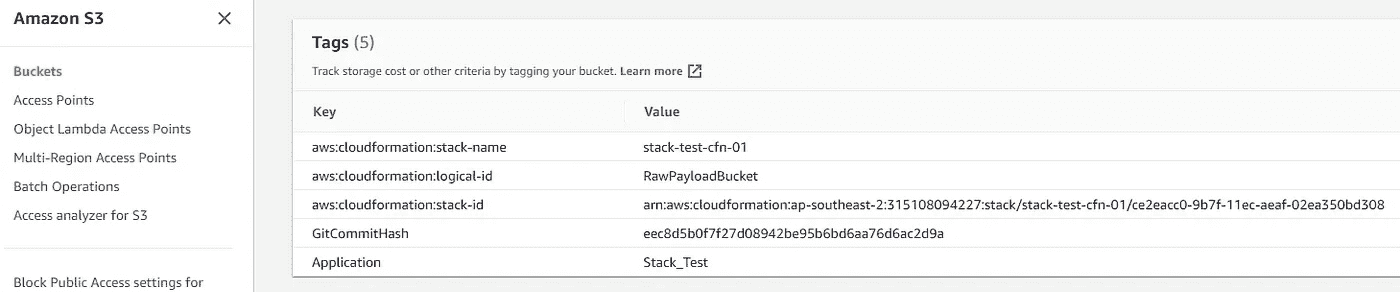 Amazon S3
Buckets
Access Points
Object Lambda Access Points
Multi-Region Access Points
Batch Operations
Access analyzer for S3
Block Public Access settings for
Tags (5)
Track storage cost or other criteria by tagging your bucket. Learn more
Key Value
aws:cloudformation:stack-name stack-test-cfn-01
aws:cloudformation:logical-id RawPayloadBucket
aws:cloudformation:stack-id arn:aws:cloudformation:ap-southeast-2:315108094227:stack/stack-test-cfn-01/ce2eacc0-9b7f-11ec-aeaf-02ea350bd308
GitCommitHash eec8d5b0f7f27d08942be95b6bd6aa76d6ac2d9a
Application Stack_Test